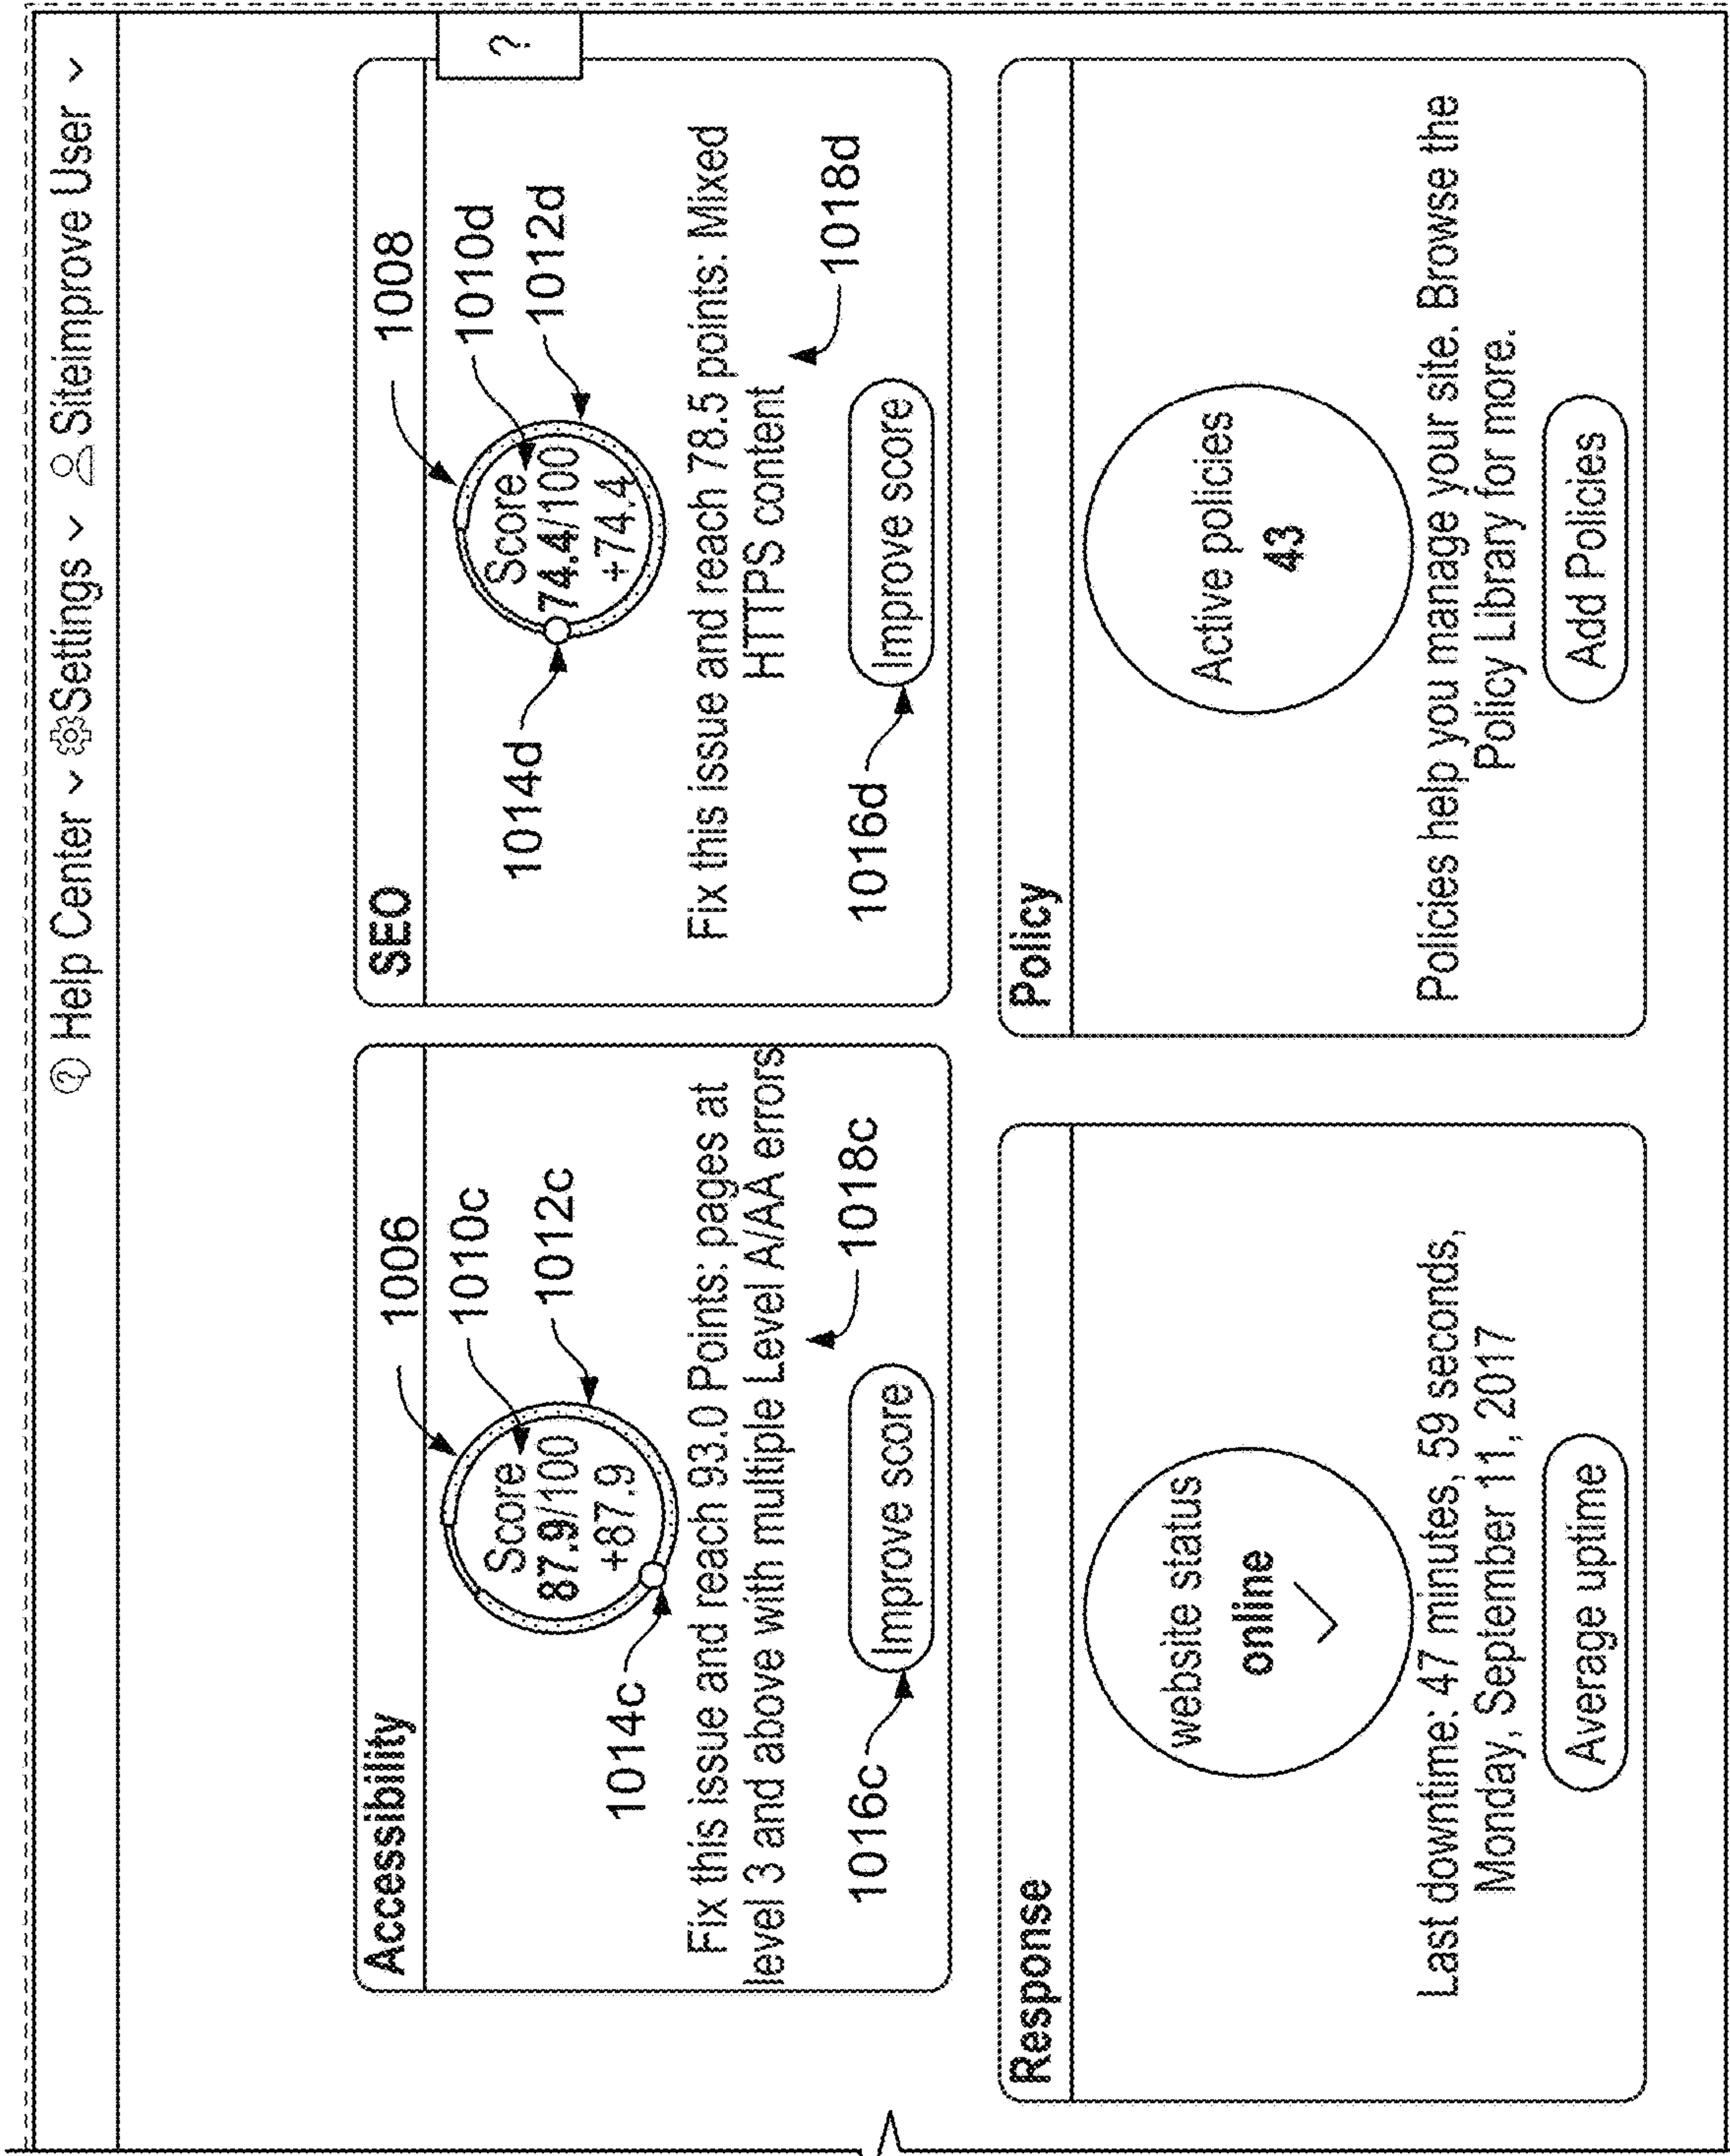 Help Center Settings Siteimprove User
Accessibility
1006
1010c
1012c
Score
87.9/100
+87.9
1014c
Fix this issue and reach 93.0 Points: pages at
level 3 and above with multiple Level A/AA errors
1018c
1016c
Improve score
SEO
1008
?
1010d
1012d
Score
74.4/100
+74.4
1014d
Fix this issue and reach 78.5 points: Mixed
HTTPS content
1018d
1016d
Improve score
Response
website status
online
Last downtime: 47 minutes, 59 seconds,
Monday, September 11, 2017
Average uptime
Policy
Active policies
43
Policies help you manage your site. Browse the
Policy Library for more.
Add Policies